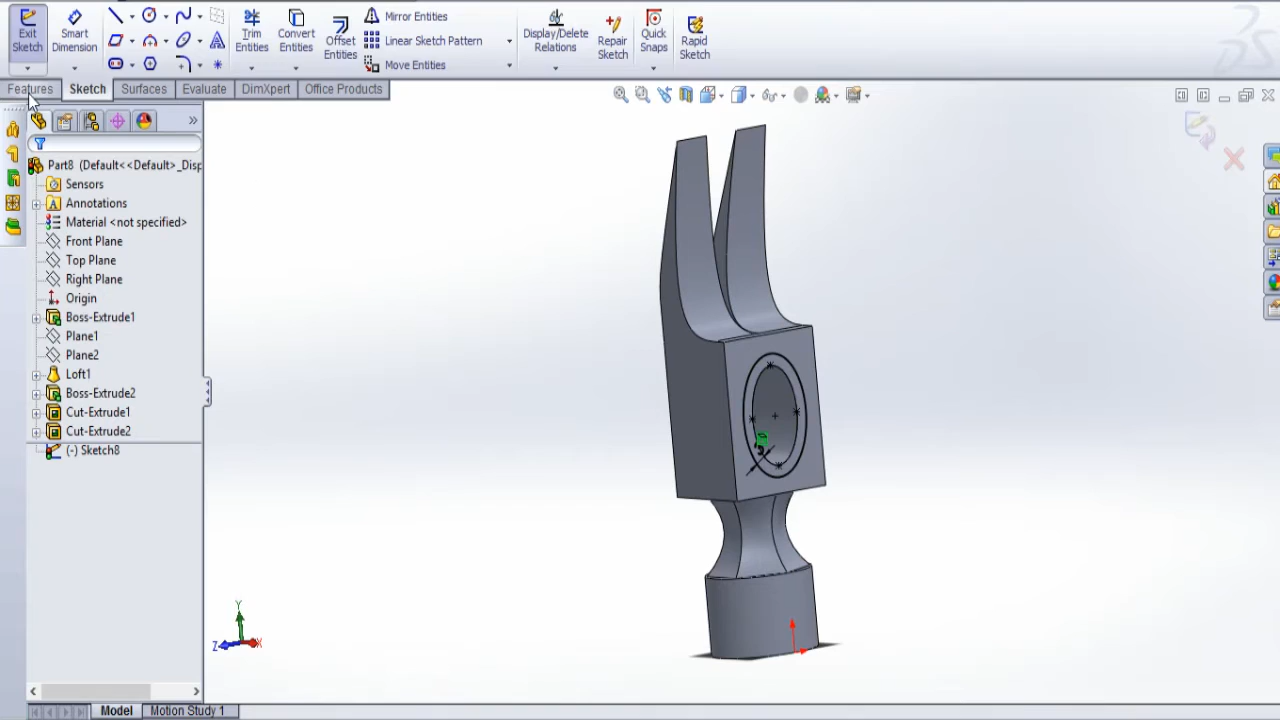 Exit Sketch
Smart Dimension
Trim Entities
Convert Entities
Offset Entities
Mirror Entities
Linear Sketch Pattern
Move Entities
Display/Delete Relations
Repair Sketch
Quick Snaps
Rapid Sketch
Features
Sketch
Surfaces
Evaluate
DimXpert
Office Products
Part8 (Default<<Default>_Disp
Sensors
Annotations
Material <not specified>
Front Plane
Top Plane
Right Plane
Origin
Boss-Extrude1
Plane1
Plane2
Loft1
Boss-Extrude2
Cut-Extrude1
Cut-Extrude2
(-) Sketch8
Y
Z
X
Model
Motion Study 1